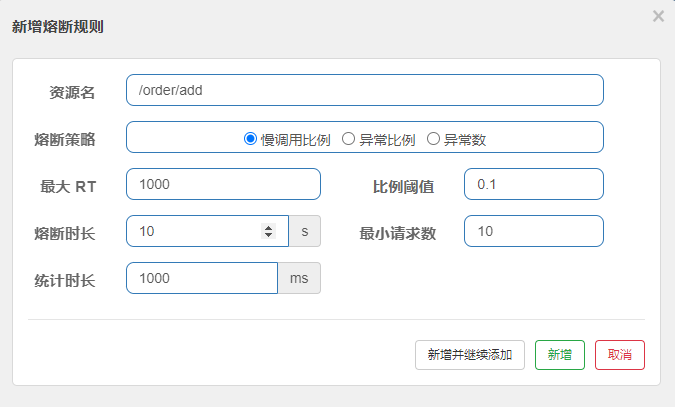 新增熔断规则
×
资源名 /order/add
熔断策略 慢调用比例 异常比例 异常数
最大 RT 1000 比例阈值 0.1
熔断时长 10 s 最小请求数 10
统计时长 1000 ms
新增并继续添加 新增 取消